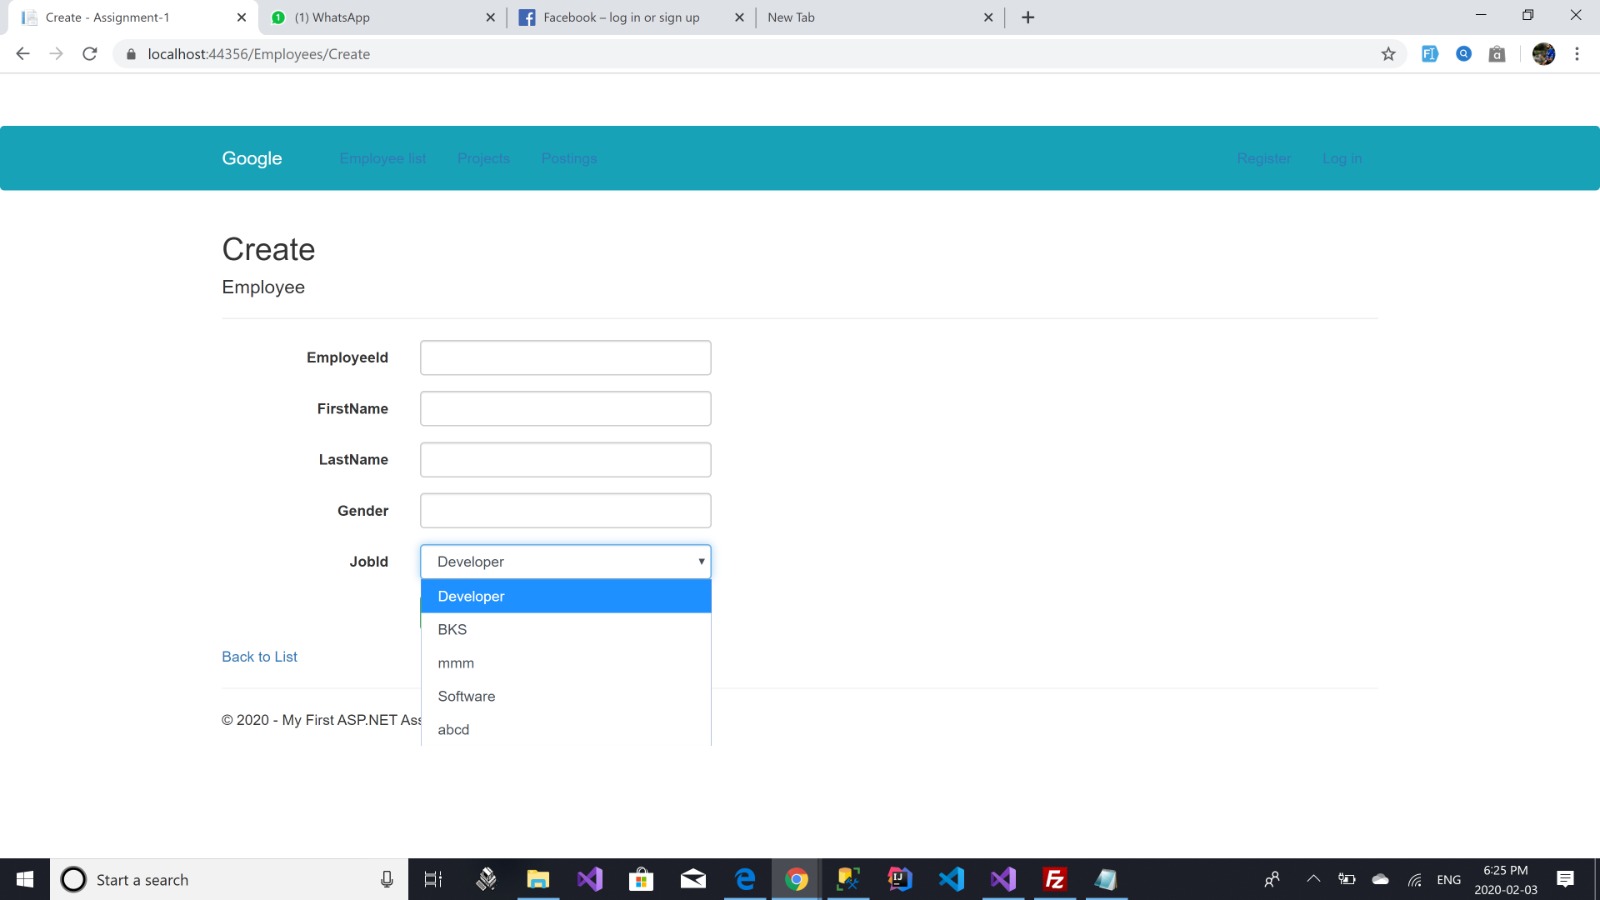 Create - Assignment-1
(1) WhatsApp
Facebook – log in or sign up
New Tab
localhost:44356/Employees/Create
Google
Employee list
Projects
Postings
Register
Log in
Create
Employee
EmployeeId
FirstName
LastName
Gender
JobId
Developer
Developer
BKS
mmm
Software
abcd
Back to List
© 2020 - My First ASP.NET Ass
Start a search
ENG
6:25 PM
2020-02-03